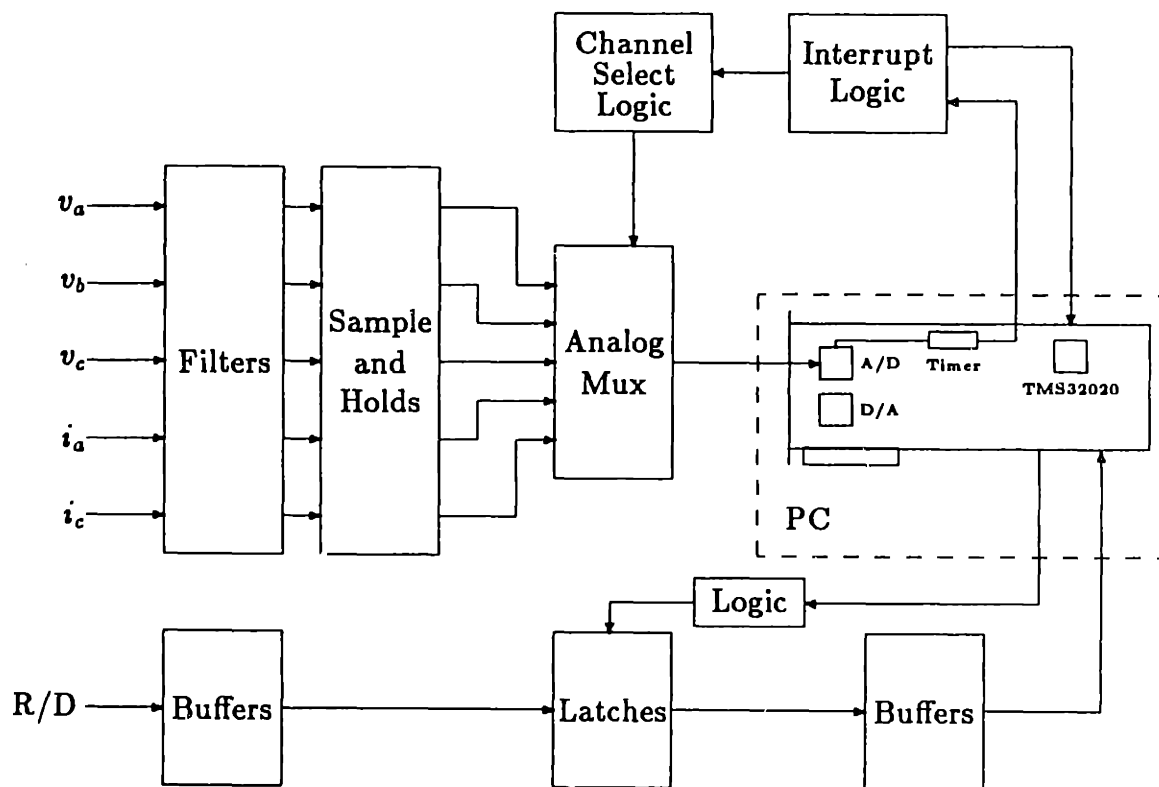 Channel
Select
Logic
Interrupt
Logic
v_a
v_b
v_c
i_a
i_c
Filters
Sample
and
Holds
Analog
Mux
A/D
Timer
TMS32020
D/A
PC
Logic
R/D
Buffers
Latches
Buffers